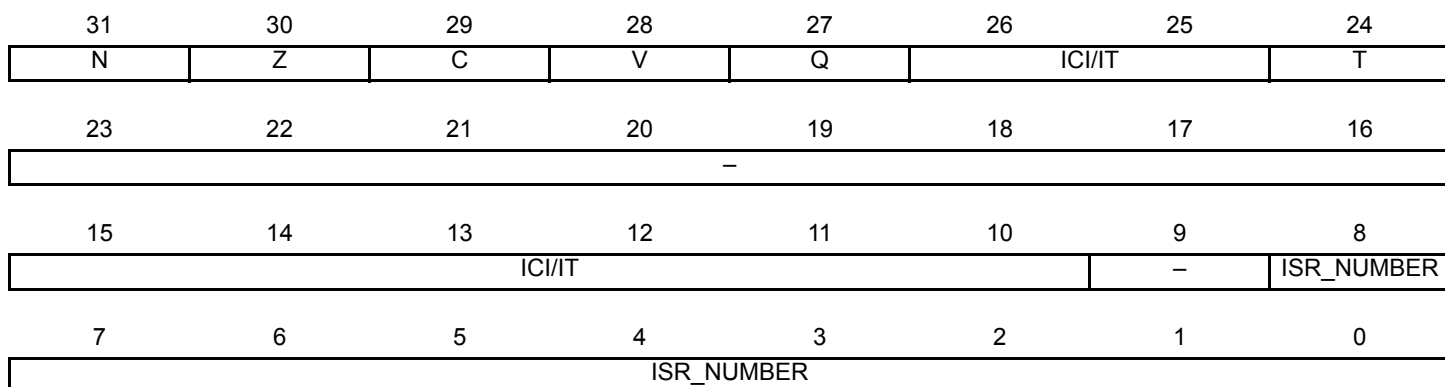 31 30 29 28 27 26 25 24
N Z C V Q ICI/IT T
23 22 21 20 19 18 17 16
–
15 14 13 12 11 10 9 8
ICI/IT – ISR_NUMBER
7 6 5 4 3 2 1 0
ISR_NUMBER